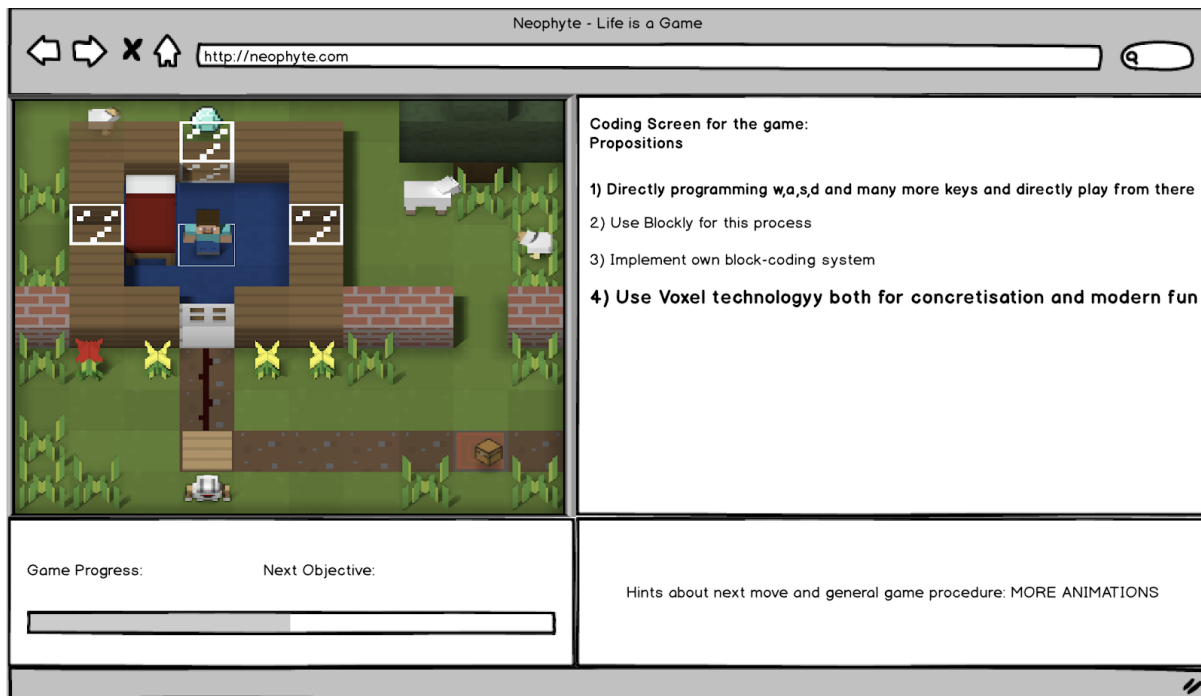 Neophyte - Life is a Game
http://neophyte.com
Coding Screen for the game:
Propositions
1) Directly programming w,a,s,d and many more keys and directly play from there
2) Use Blockly for this process
3) Implement own block-coding system
4) Use Voxel technologyy both for concretisation and modern fun
Game Progress:
Next Objective:
Hints about next move and general game procedure: MORE ANIMATIONS